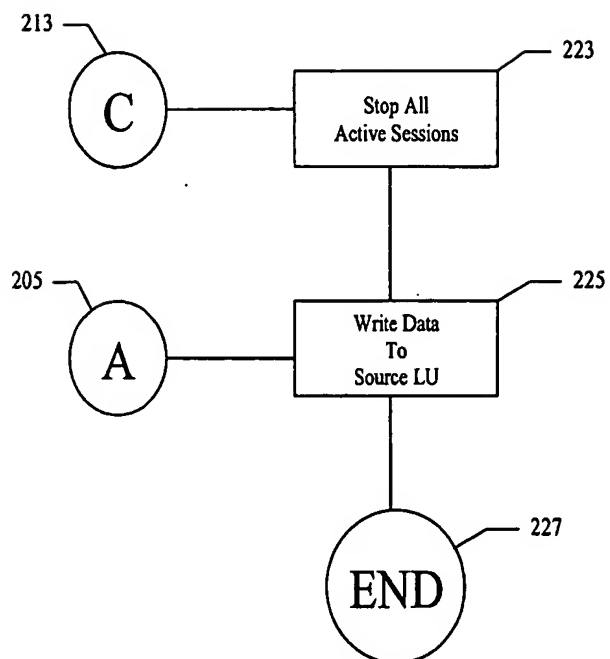 213
223
C
Stop All
Active Sessions
205
225
A
Write Data
To
Source LU
227
END